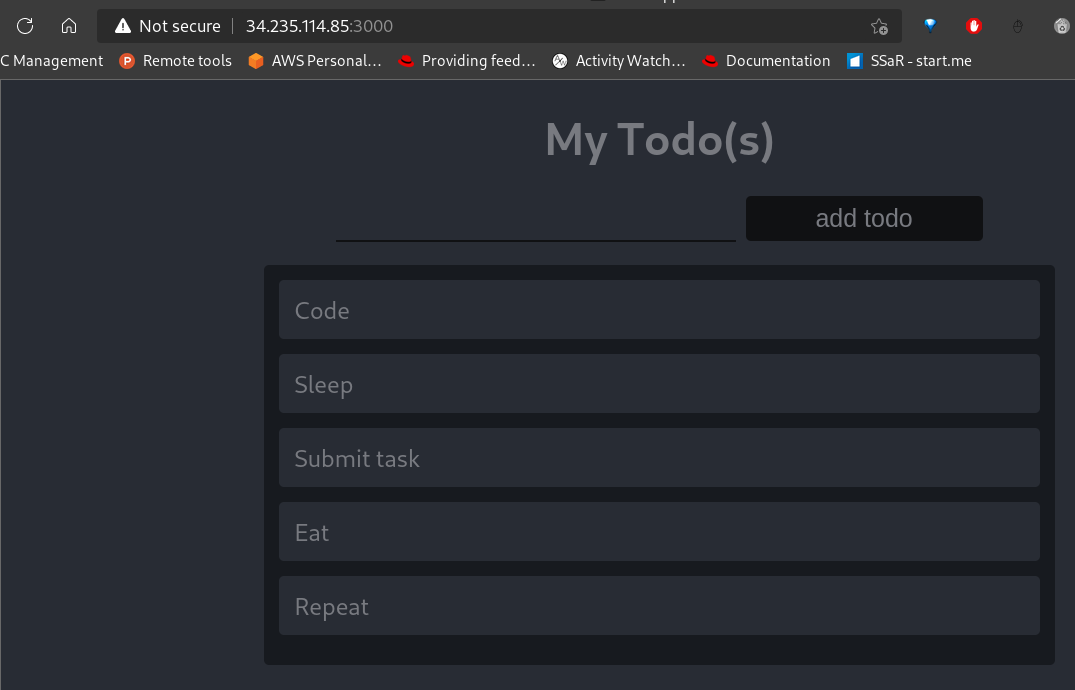 Not secure 34.235.114.85:3000
C Management Remote tools AWS Personal... Providing feed... Activity Watch... Documentation SSaR - start.me
My Todo(s)
add todo
Code
Sleep
Submit task
Eat
Repeat